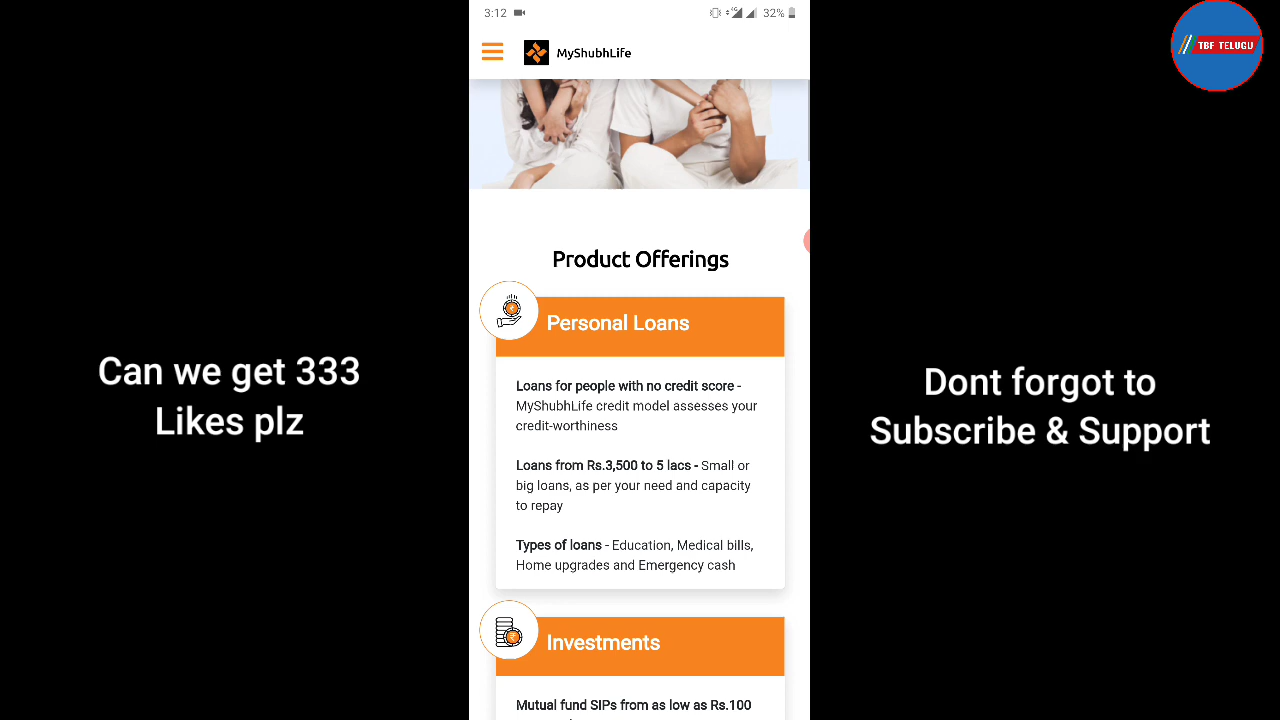 3:12
4G
32%
MyShubhLife
TBF TELUGU
Product Offerings
Personal Loans
Loans for people with no credit score -
MyShubhLife credit model assesses your
credit-worthiness
Loans from Rs.3,500 to 5 lacs - Small or
big loans, as per your need and capacity
to repay
Types of loans - Education, Medical bills,
Home upgrades and Emergency cash
Investments
Mutual fund SIPs from as low as Rs.100
Can we get 333
Likes plz
Dont forgot to
Subscribe & Support